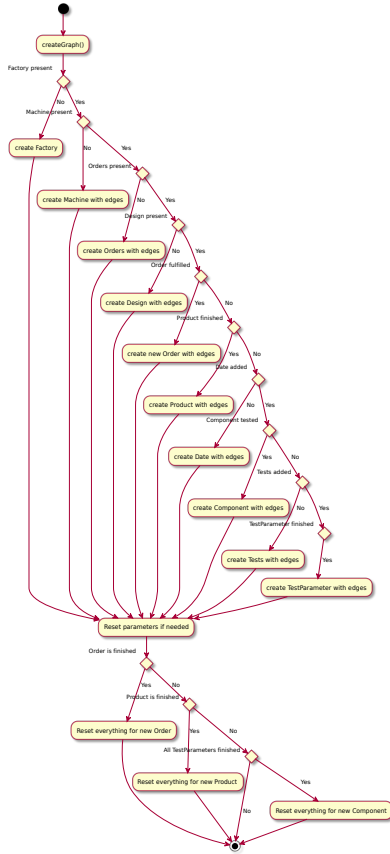 createGraph()
Factory present
No
Yes
Machine present
create Factory
No
Yes
Orders present
create Machine with edges
No
Yes
Design present
create Orders with edges
No
Yes
Order fulfilled
create Design with edges
Yes
No
Product finished
create new Order with edges
Yes
No
Date added
create Product with edges
No
Yes
Component tested
create Date with edges
Yes
No
Tests added
create Component with edges
No
Yes
TestParameter finished
create Tests with edges
Yes
create TestParameter with edges
Reset parameters if needed
Order is finished
Yes
No
Product is finished
Reset everything for new Order
Yes
No
All TestParameters finished
Reset everything for new Product
Yes
No
Reset everything for new Component